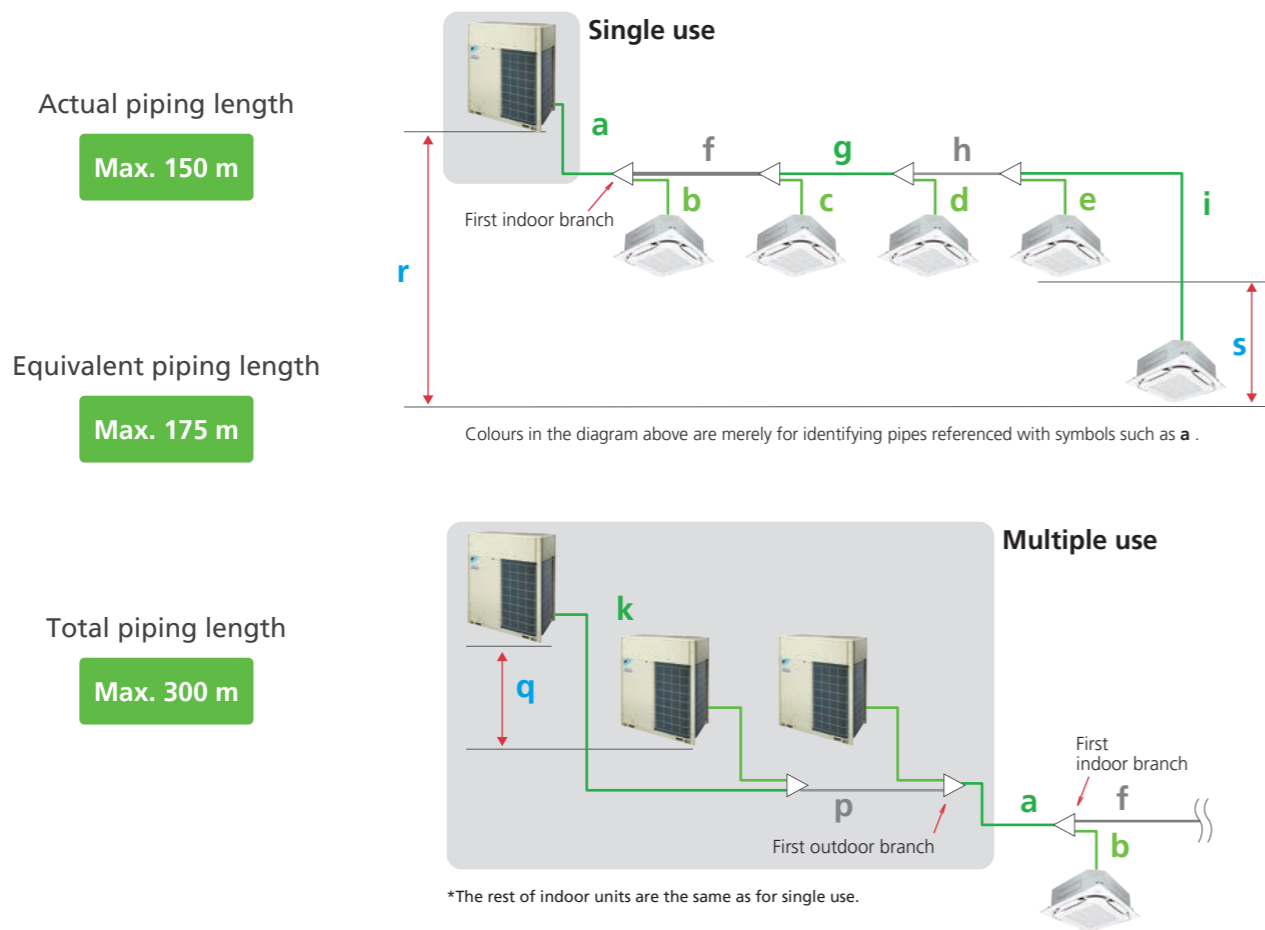 Single use
Actual piping length
Max. 150 m
a
f
g
h
First indoor branch
b
c
d
e
i
r
s
Equivalent piping length
Max. 175 m
Colours in the diagram above are merely for identifying pipes referenced with symbols such as a .
Multiple use
Total piping length
Max. 300 m
k
q
First
indoor branch
p
a
f
First outdoor branch
b
*The rest of indoor units are the same as for single use.